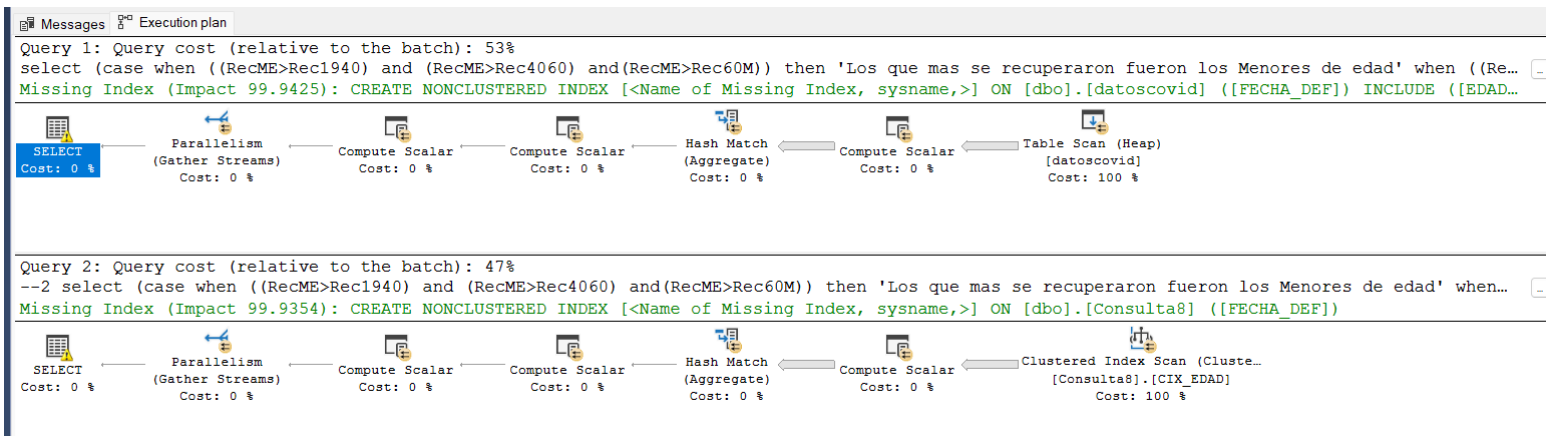 Messages Execution plan
Query 1: Query cost (relative to the batch): 53%
select (case when ((RecME>Rec1940) and (RecME>Rec4060) and(RecME>Rec60M)) then 'Los que mas se recuperaron fueron los Menores de edad' when ((Re…
Missing Index (Impact 99.9425): CREATE NONCLUSTERED INDEX [<Name of Missing Index, sysname,>] ON [dbo].[datoscovid] ([FECHA_DEF]) INCLUDE ([EDAD…
SELECT
Cost: 0 %
Parallelism
(Gather Streams)
Cost: 0 %
Compute Scalar
Cost: 0 %
Compute Scalar
Cost: 0 %
Hash Match
(Aggregate)
Cost: 0 %
Compute Scalar
Cost: 0 %
Table Scan (Heap)
[datoscovid]
Cost: 100 %
Query 2: Query cost (relative to the batch): 47%
--2 select (case when ((RecME>Rec1940) and (RecME>Rec4060) and(RecME>Rec60M)) then 'Los que mas se recuperaron fueron los Menores de edad' when…
Missing Index (Impact 99.9354): CREATE NONCLUSTERED INDEX [<Name of Missing Index, sysname,>] ON [dbo].[Consulta8] ([FECHA_DEF])
SELECT
Cost: 0 %
Parallelism
(Gather Streams)
Cost: 0 %
Compute Scalar
Cost: 0 %
Compute Scalar
Cost: 0 %
Hash Match
(Aggregate)
Cost: 0 %
Compute Scalar
Cost: 0 %
Clustered Index Scan (Cluste…
[Consulta8].[CIX_EDAD]
Cost: 100 %